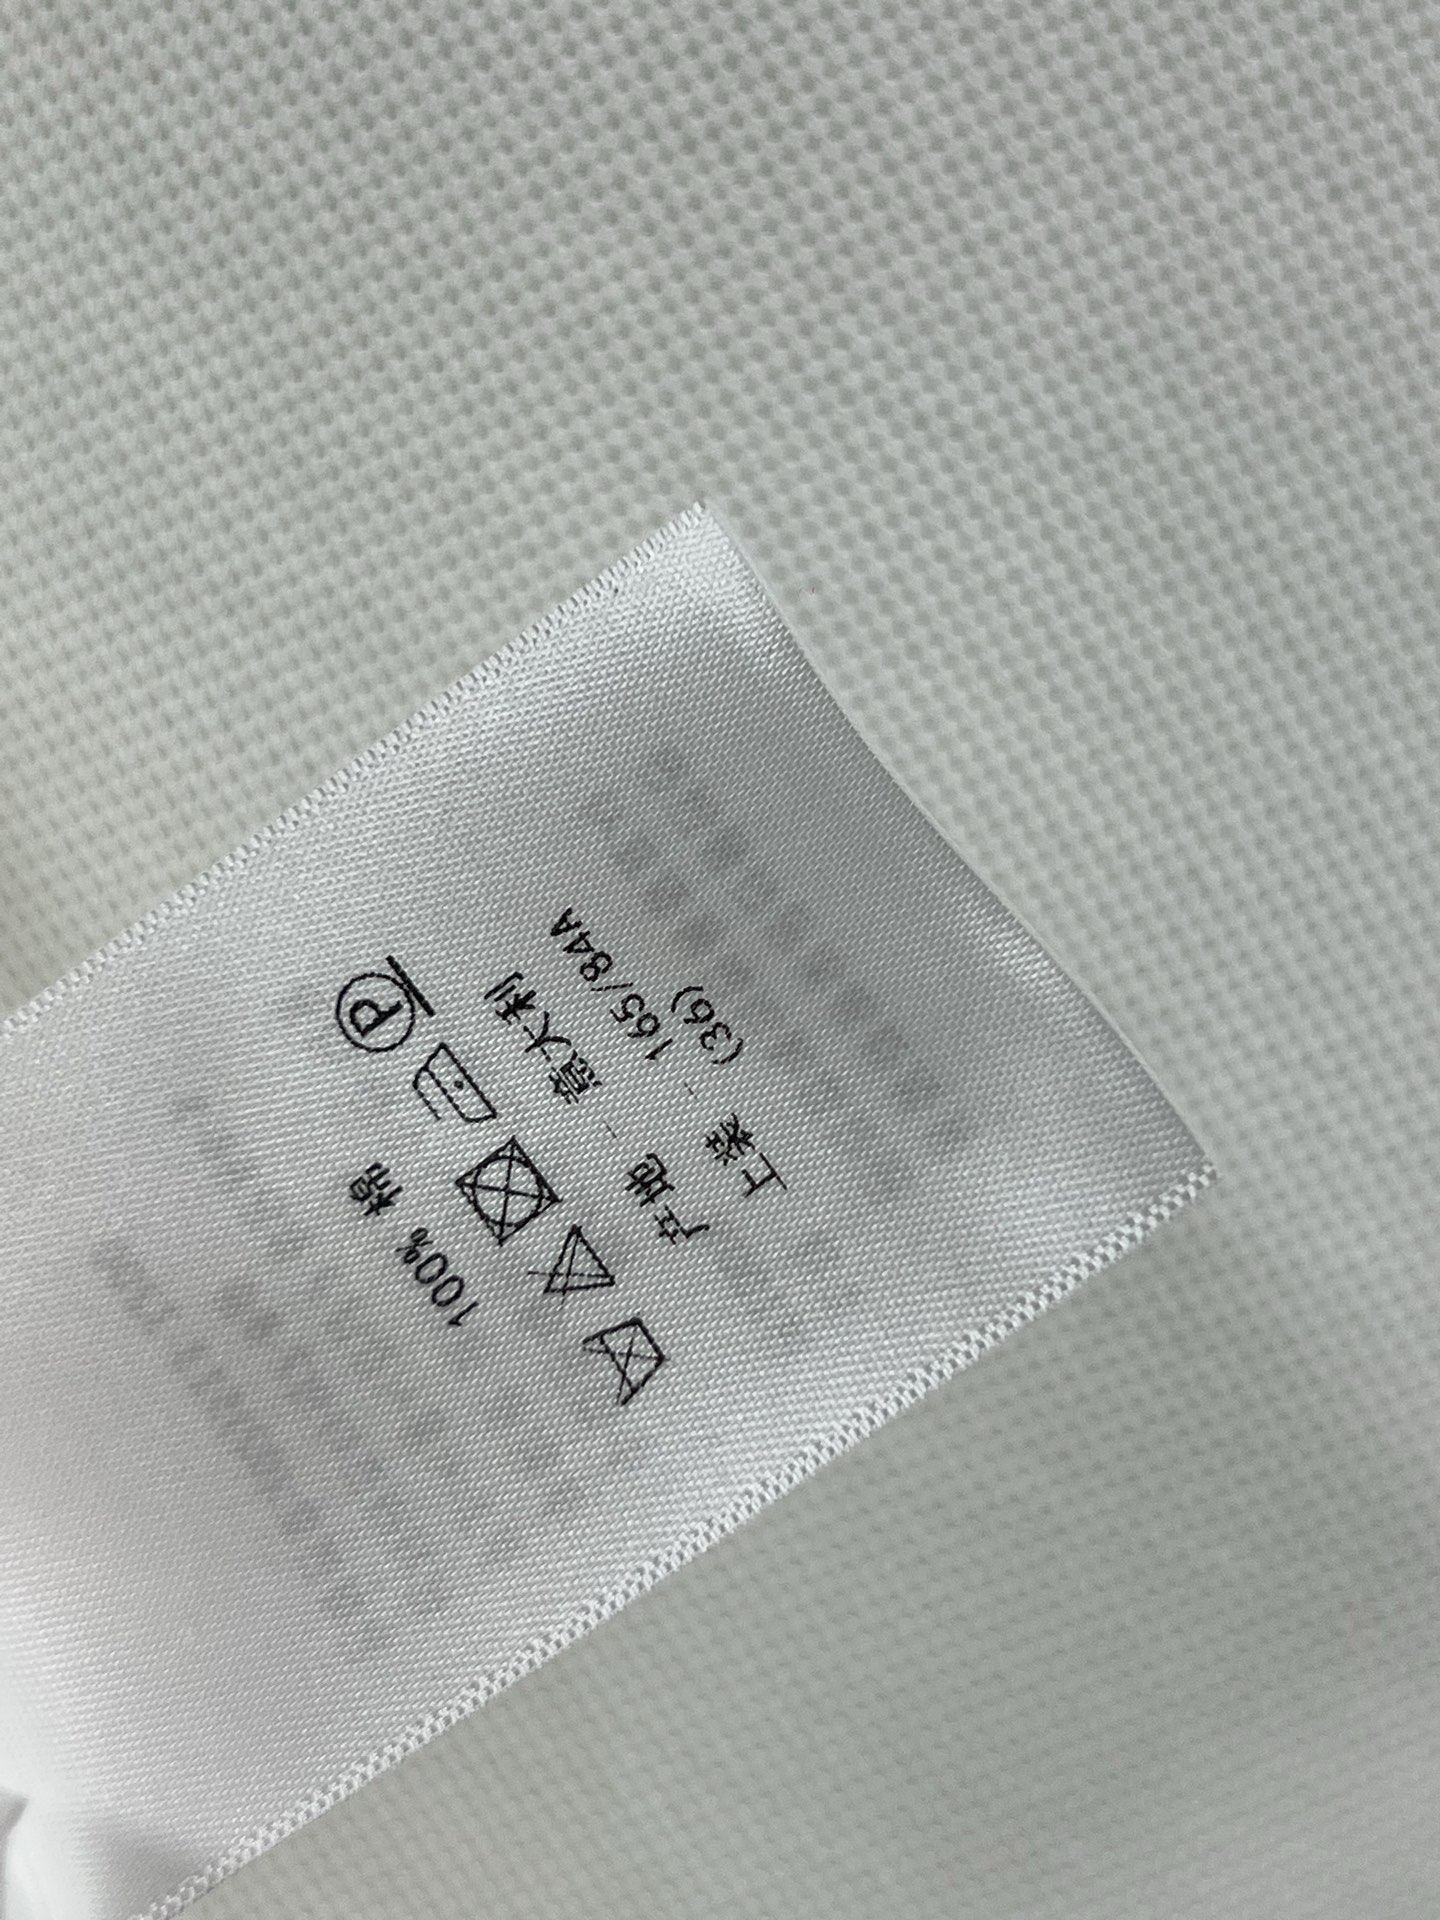 100% 棉
产地 - 意大利
上装 - 165/84A
(36)